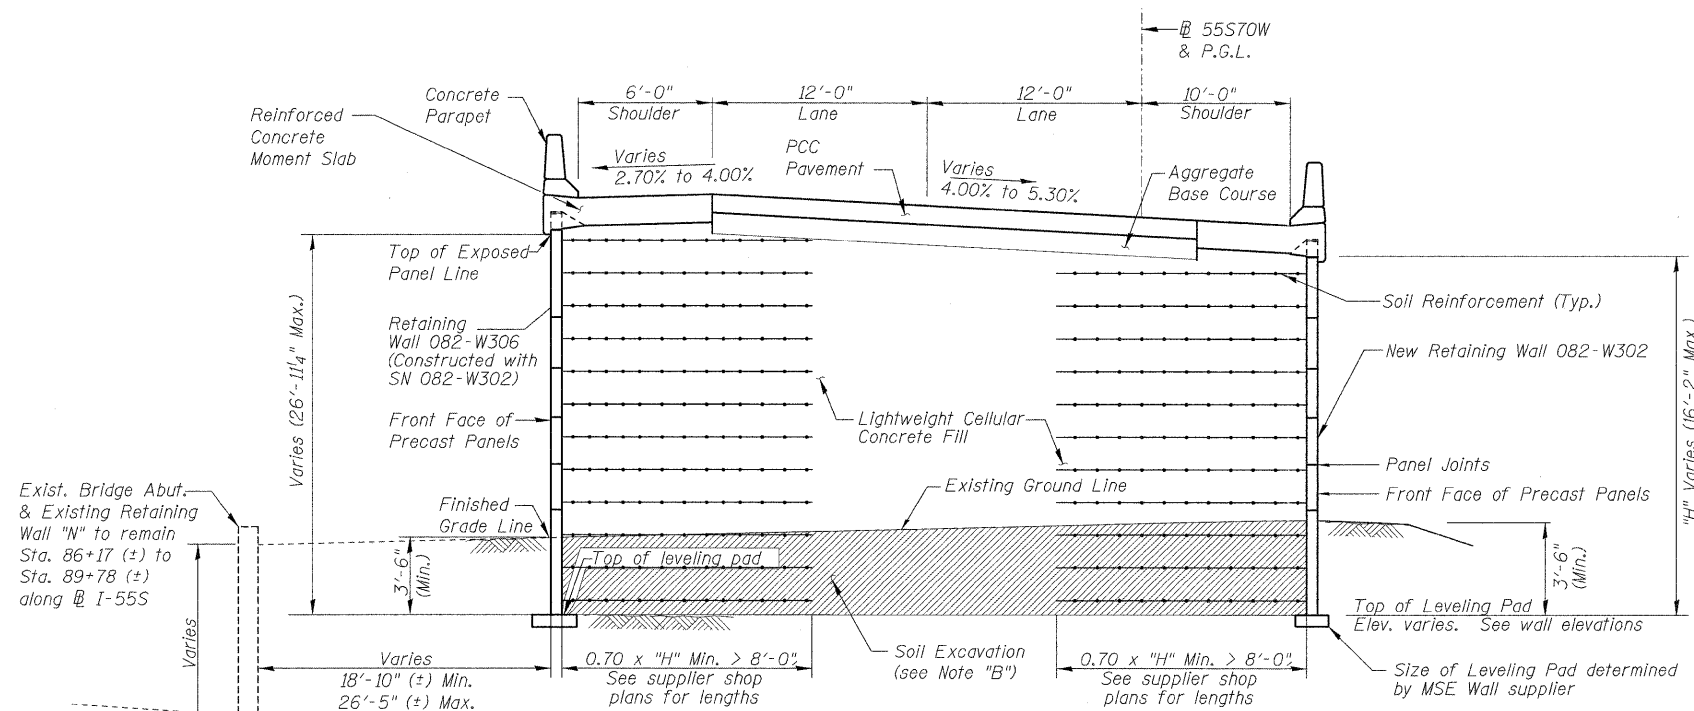 ℔ 55S70W
& P.G.L.
6'-0"
Shoulder
12'-0"
Lane
12'-0"
Lane
10'-0"
Shoulder
Concrete
Parapet
Reinforced
Concrete
Moment Slab
Varies
2.70% to 4.00%
PCC
Pavement
Varies
4.00% to 5.30%
Aggregate
Base Course
Top of Exposed
Panel Line
Varies (26'-11¼" Max.)
Retaining
Wall 082-W306
(Constructed with
SN 082-W302)
Front Face of
Precast Panels
Soil Reinforcement (Typ.)
New Retaining Wall 082-W302
"H" Varies (16'-2" Max.)
Lightweight Cellular
Concrete Fill
Panel Joints
Front Face of Precast Panels
Existing Ground Line
Exist. Bridge Abut.
& Existing Retaining
Wall "N" to remain
Sta. 86+17 (±) to
Sta. 89+78 (±)
along ℔ I-55S
Finished
Grade Line
3'-6"
(Min.)
Top of leveling pad
3'-6"
(Min.)
Top of Leveling Pad
Elev. varies. See wall elevations
Varies
Varies
18'-10" (±) Min.
26'-5" (±) Max.
0.70 x "H" Min. > 8'-0",
See supplier shop
plans for lengths
Soil Excavation
(see Note "B")
0.70 x "H" Min. > 8'-0",
See supplier shop
plans for lengths
Size of Leveling Pad determined
by MSE Wall supplier